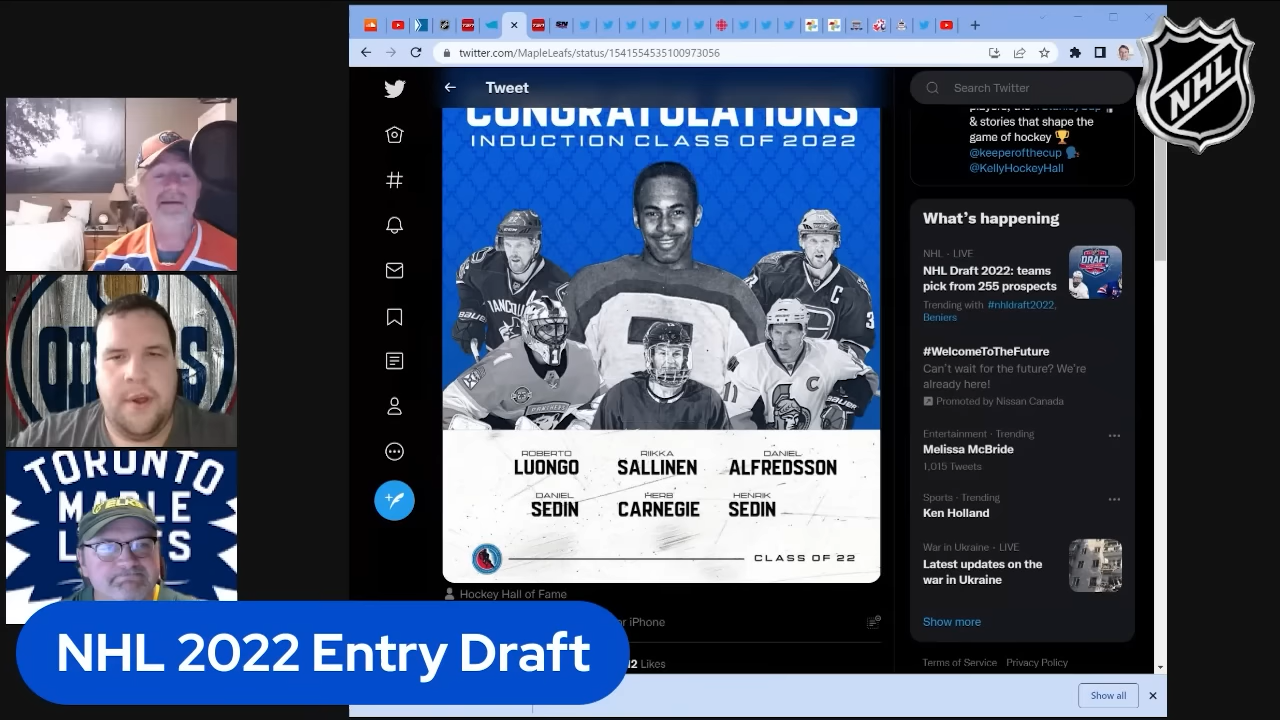 twitter.com/MapleLeafs/status/1541554535100973056
NHL
Tweet
Search Twitter
CONGRATULATIONS
INDUCTION CLASS OF 2022
& stories that shape the
game of hockey 🏆
@keeperofthecup 🗣
@KellyHockeyHall
What's happening
NHL · LIVE
NHL Draft 2022: teams
pick from 255 prospects
Trending with #nhldraft2022,
Beniers
DRAFT
#WelcomeToTheFuture
Can't wait for the future? We're
already here!
Promoted by Nissan Canada
Entertainment · Trending
Melissa McBride
1,015 Tweets
Sports · Trending
Ken Holland
War in Ukraine · LIVE
Latest updates on the
war in Ukraine
Show more
Terms of Service Privacy Policy
ROBERTO
LUONGO
RIIKKA
SALLINEN
DANIEL
ALFREDSSON
DANIEL
SEDIN
HERB
CARNEGIE
HENRIK
SEDIN
CLASS OF 22
Hockey Hall of Fame
or iPhone
2 Likes
Show all
TORONTO
MAPLE
NHL 2022 Entry Draft